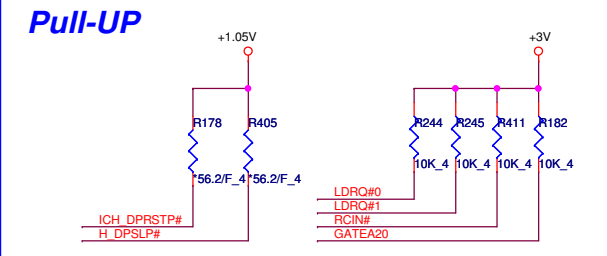 Pull-UP
+1.05V
+3V
R178 R405 R244 R245 R411 R182
*56.2/F_4 *56.2/F_4 10K_4 10K_4 10K_4 10K_4
LDRQ#0
LDRQ#1
ICH_DPRSTP# RCIN#
H_DPSLP# GATEA20